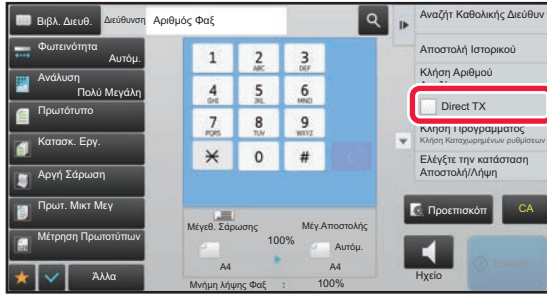 Βιβλ. Διευθ.
Διεύθυνση
Αριθμός Φαξ
Αναζήτ Καθολικής Διεύθυν
Φωτεινότητα
Αυτόμ.
Ανάλυση
Πολύ Μεγάλη
Πρωτότυπο
Κατασκ. Εργ.
Αργή Σάρωση
Πρωτ. Μικτ Μεγ
Μέτρηση Πρωτοτύπων
Άλλα
1
2
ABC
3
DEF
4
GHI
5
JKL
6
MNO
7
PQRS
8
TUV
9
WXYZ
0
#
C
Μέγεθ. Σάρωσης
Μέγ.Αποστολής
100%
Αυτόμ.
A4
A4
Μνήμη λήψης Φαξ : 100%
Αποστολή Ιστορικού
Κλήση Αριθμού
Direct TX
Κλήση Προγράμματος
Κλήση Καταχωρημένων ρυθμίσεων
Ελέγξτε την κατάσταση
Αποστολή/Λήψη
Προεπισκόπ
CA
Ηχείο
Έναρξη